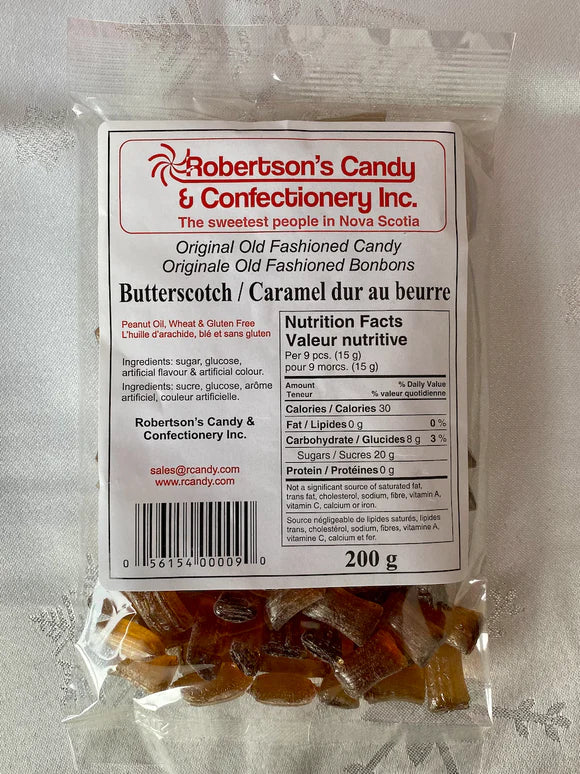 Robertson's Candy
& Confectionery Inc.
The sweetest people in Nova Scotia
Original Old Fashioned Candy
Originale Old Fashioned Bonbons
Butterscotch / Caramel dur au beurre
Peanut Oil, Wheat & Gluten Free
L'huile d'arachide, blé et sans gluten
Ingredients: sugar, glucose,
artificial flavour & artificial colour.
Ingredients: sucre, glucose, arôme
artificiel, couleur artificielle.
Robertson's Candy &
Confectionery Inc.
sales@rcandy.com
www.rcandy.com
0 56154 00009 0
Nutrition Facts
Valeur nutritive
Per 9 pcs. (15 g)
pour 9 morcs. (15 g)
Amount % Daily Value
Teneur % valeur quotidienne
Calories / Calories 30
Fat / Lipides 0 g 0 %
Carbohydrate / Glucides 8 g 3 %
Sugars / Sucres 20 g
Protein / Protéines 0 g
Not a significant source of saturated fat,
trans fat, cholesterol, sodium, fibre, vitamin A,
vitamin C, calcium or iron.
Source négligeable de lipides saturés, lipides
trans, cholestérol, sodium, fibres, vitamine A,
vitamine C, calcium et fer.
200 g